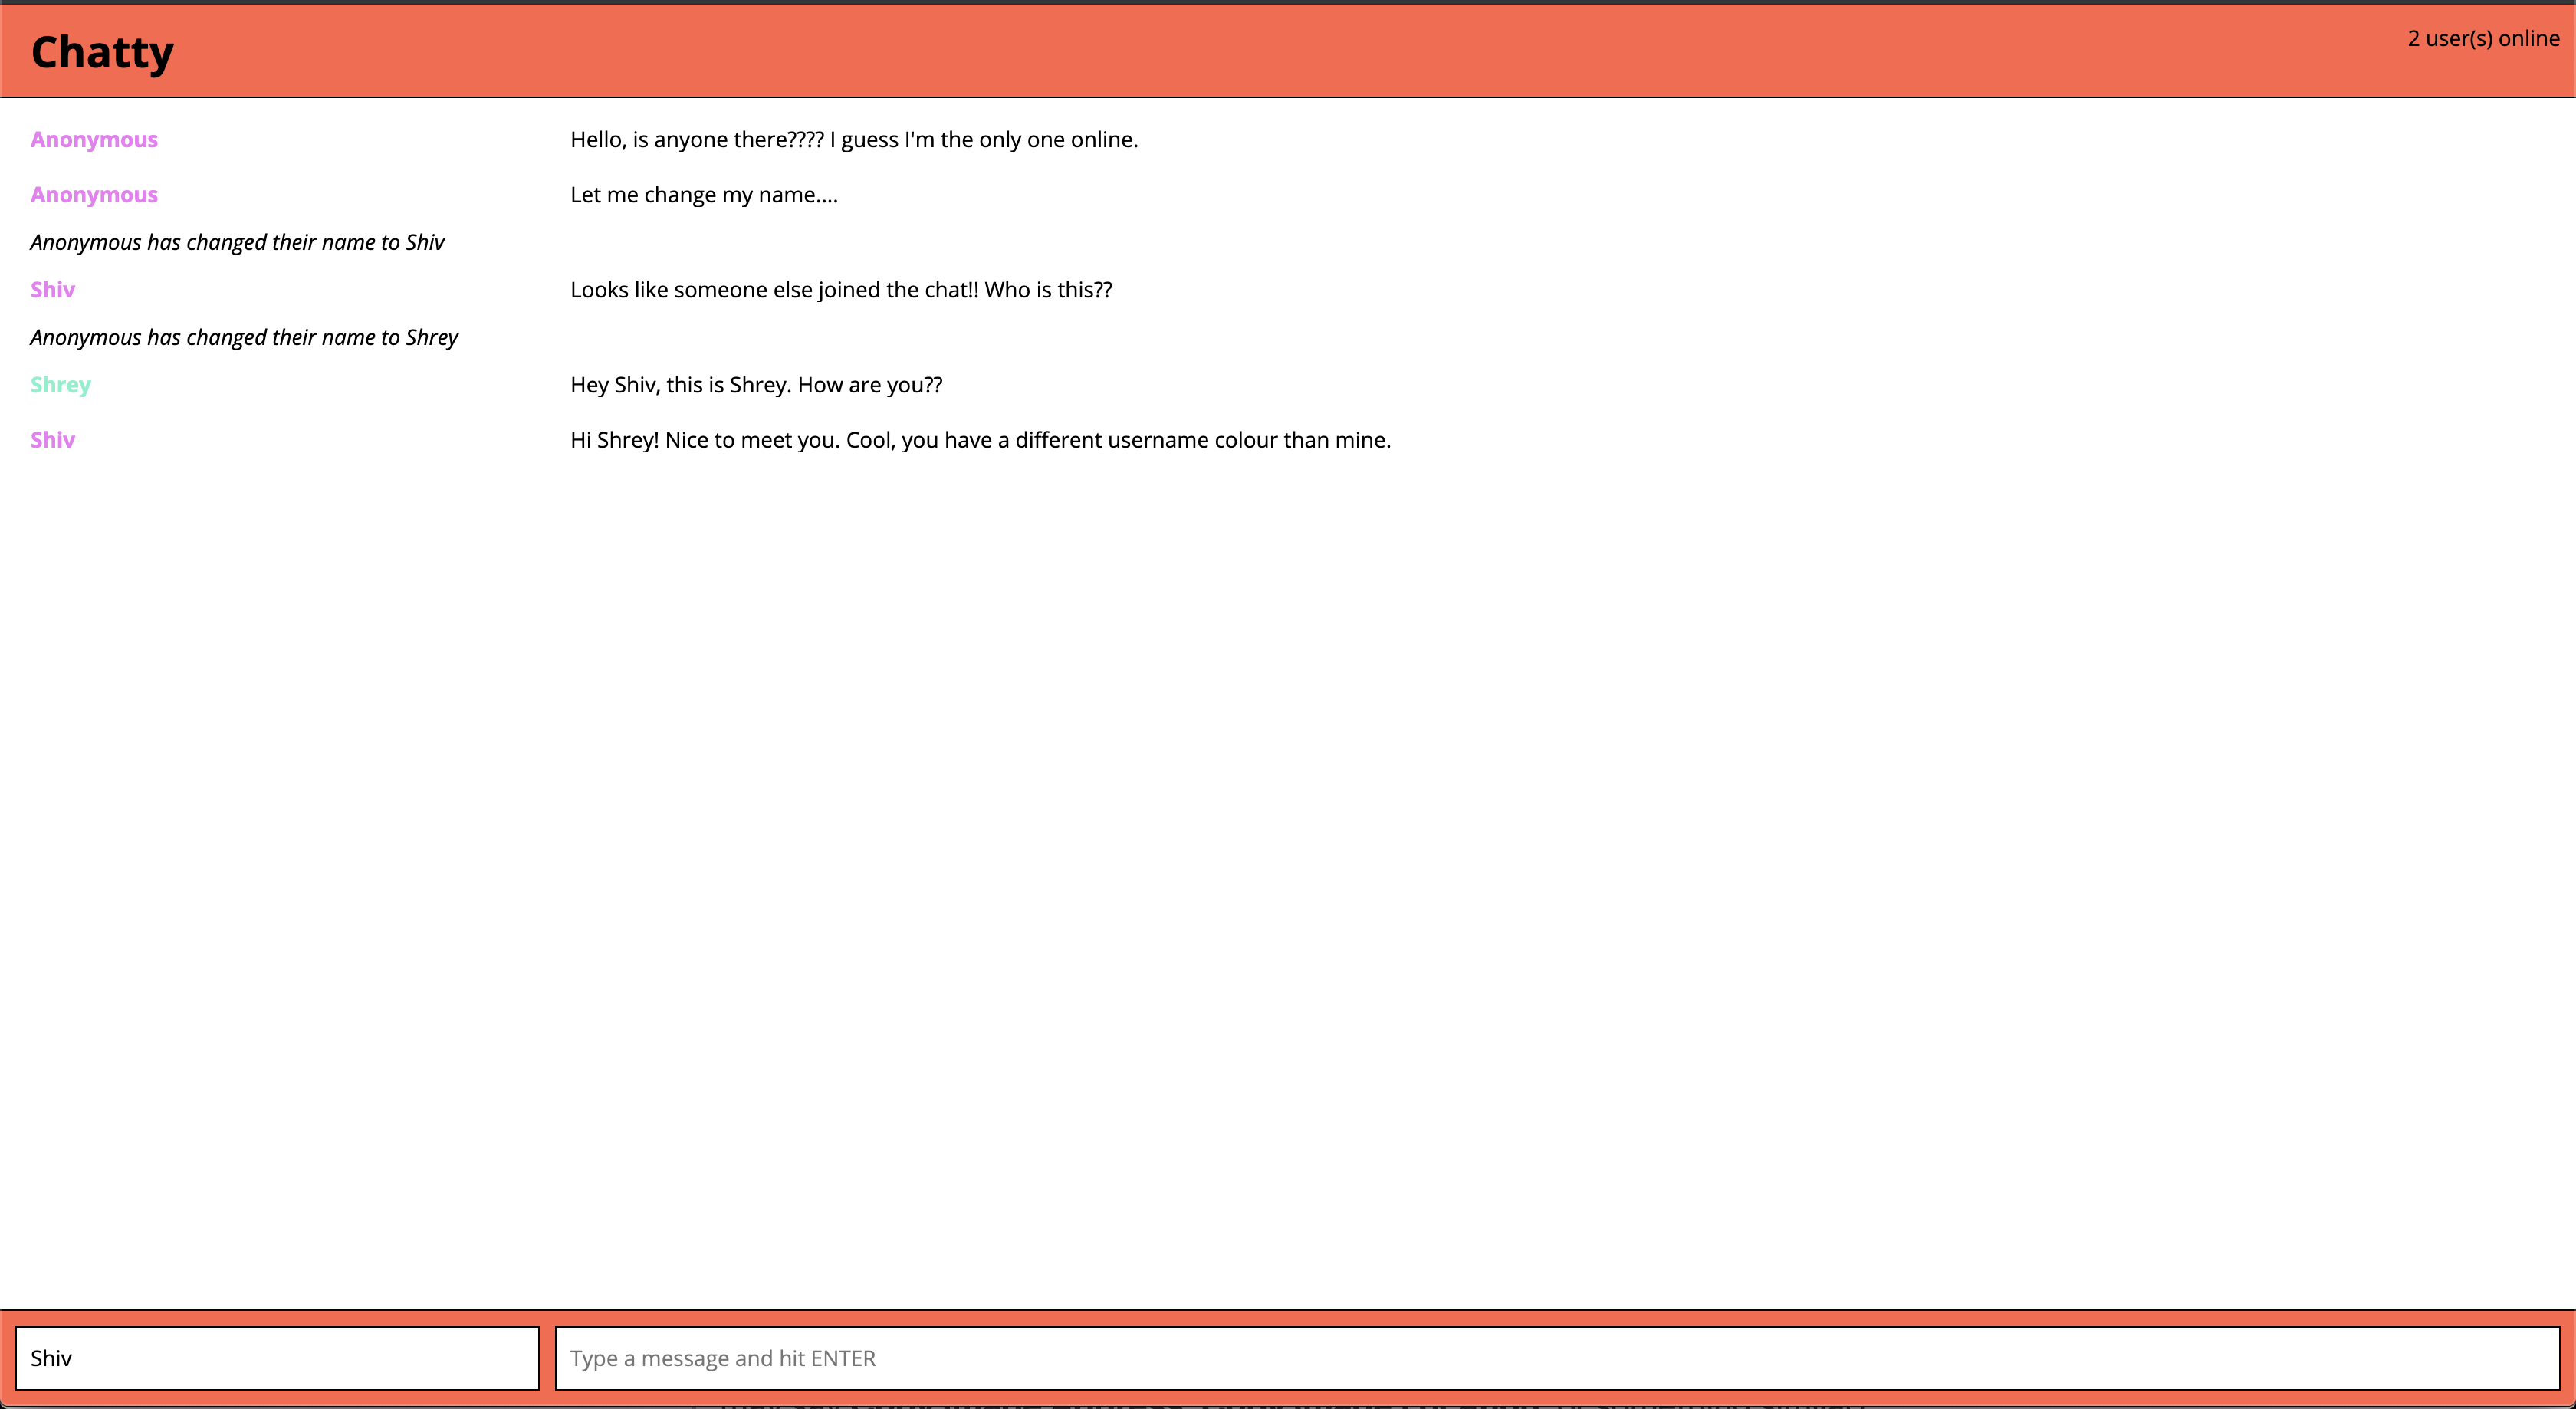 Chatty
2 user(s) online
Anonymous Hello, is anyone there???? I guess I'm the only one online.
Anonymous Let me change my name....
Anonymous has changed their name to Shiv
Shiv Looks like someone else joined the chat!! Who is this??
Anonymous has changed their name to Shrey
Shrey Hey Shiv, this is Shrey. How are you??
Shiv Hi Shrey! Nice to meet you. Cool, you have a different username colour than mine.
Shiv Type a message and hit ENTER